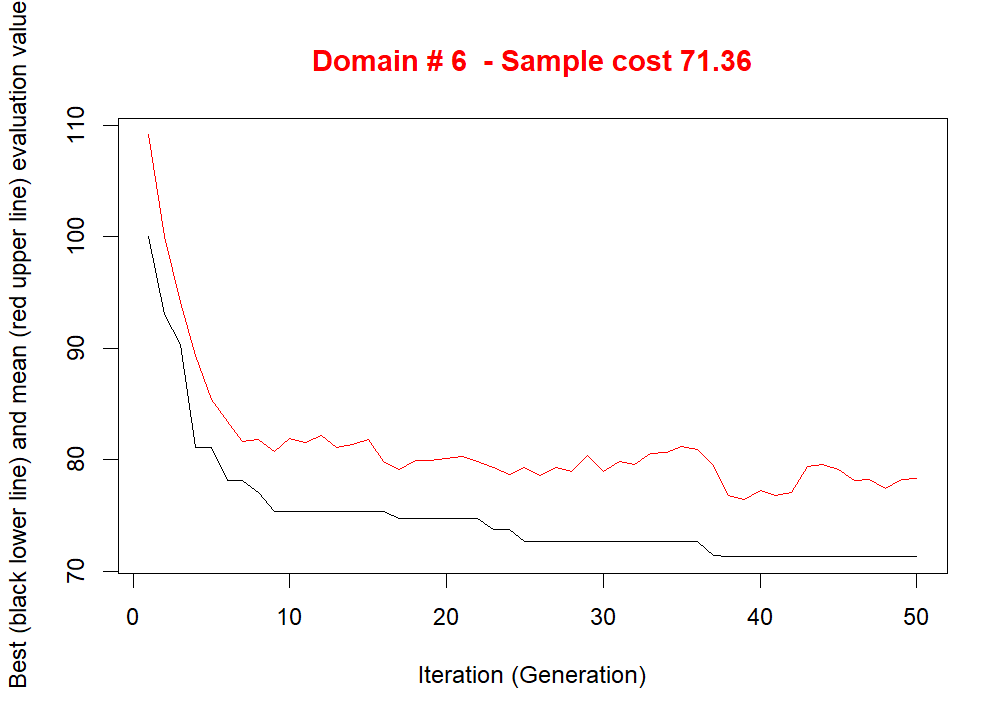 Domain # 6  - Sample cost 71.36
Best (black lower line) and mean (red upper line) evaluation value
110
100
90
80
70
0 10 20 30 40 50
Iteration (Generation)